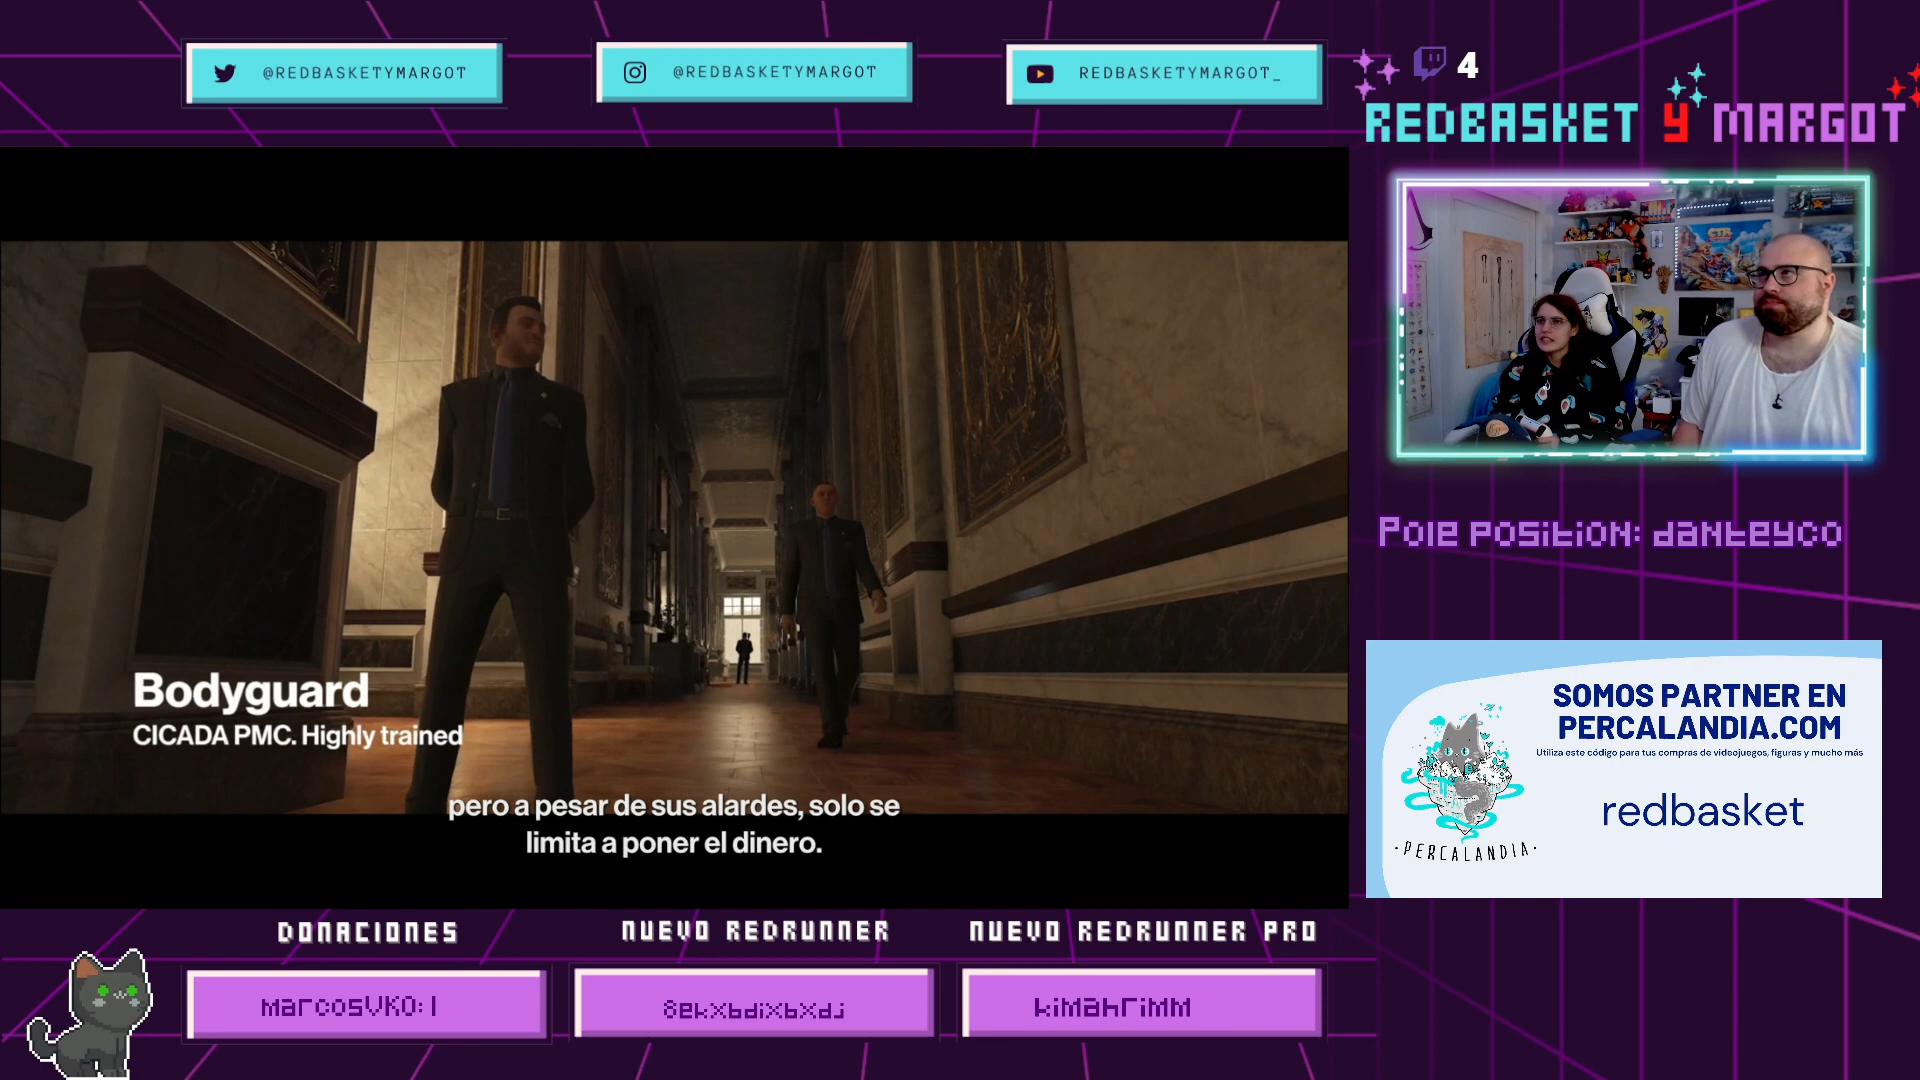 @REDBASKETYMARGOT
@REDBASKETYMARGOT
REDBASKETYMARGOT_
4
REDBASKET Y MARGOT
Pole Position: danteyco
Bodyguard
CICADA PMC. Highly trained
pero a pesar de sus alardes, solo se
limita a poner el dinero.
SOMOS PARTNER EN
PERCALANDIA.COM
Utiliza este código para tus compras de videojuegos, figuras y mucho más
redbasket
·PERCALANDIA·
DONACIONES
NUEVO REDRUNNER
NUEVO REDRUNNER PRO
marcosVKO: 1
8ekxbdixbxdj
kimahrimm